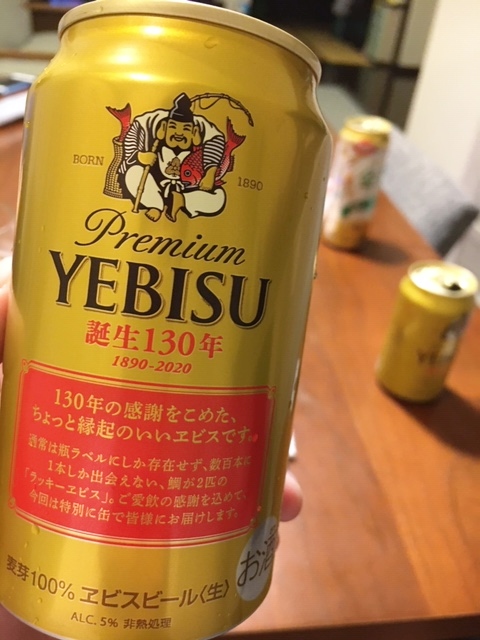 BORN 1890
Premium
YEBISU
誕生130年
1890-2020
130年の感謝をこめた、
ちょっと縁起のいいヱビスです。
通常は瓶ラベルにしか存在せず、数百本に
1本しか出会えない、鯛が2匹の
「ラッキーヱビス」。ご愛飲の感謝を込めて、
今回は特別に缶で皆様にお届けします。
麦芽100% ヱビスビール〈生〉
ALC. 5% 非熱処理
お酒